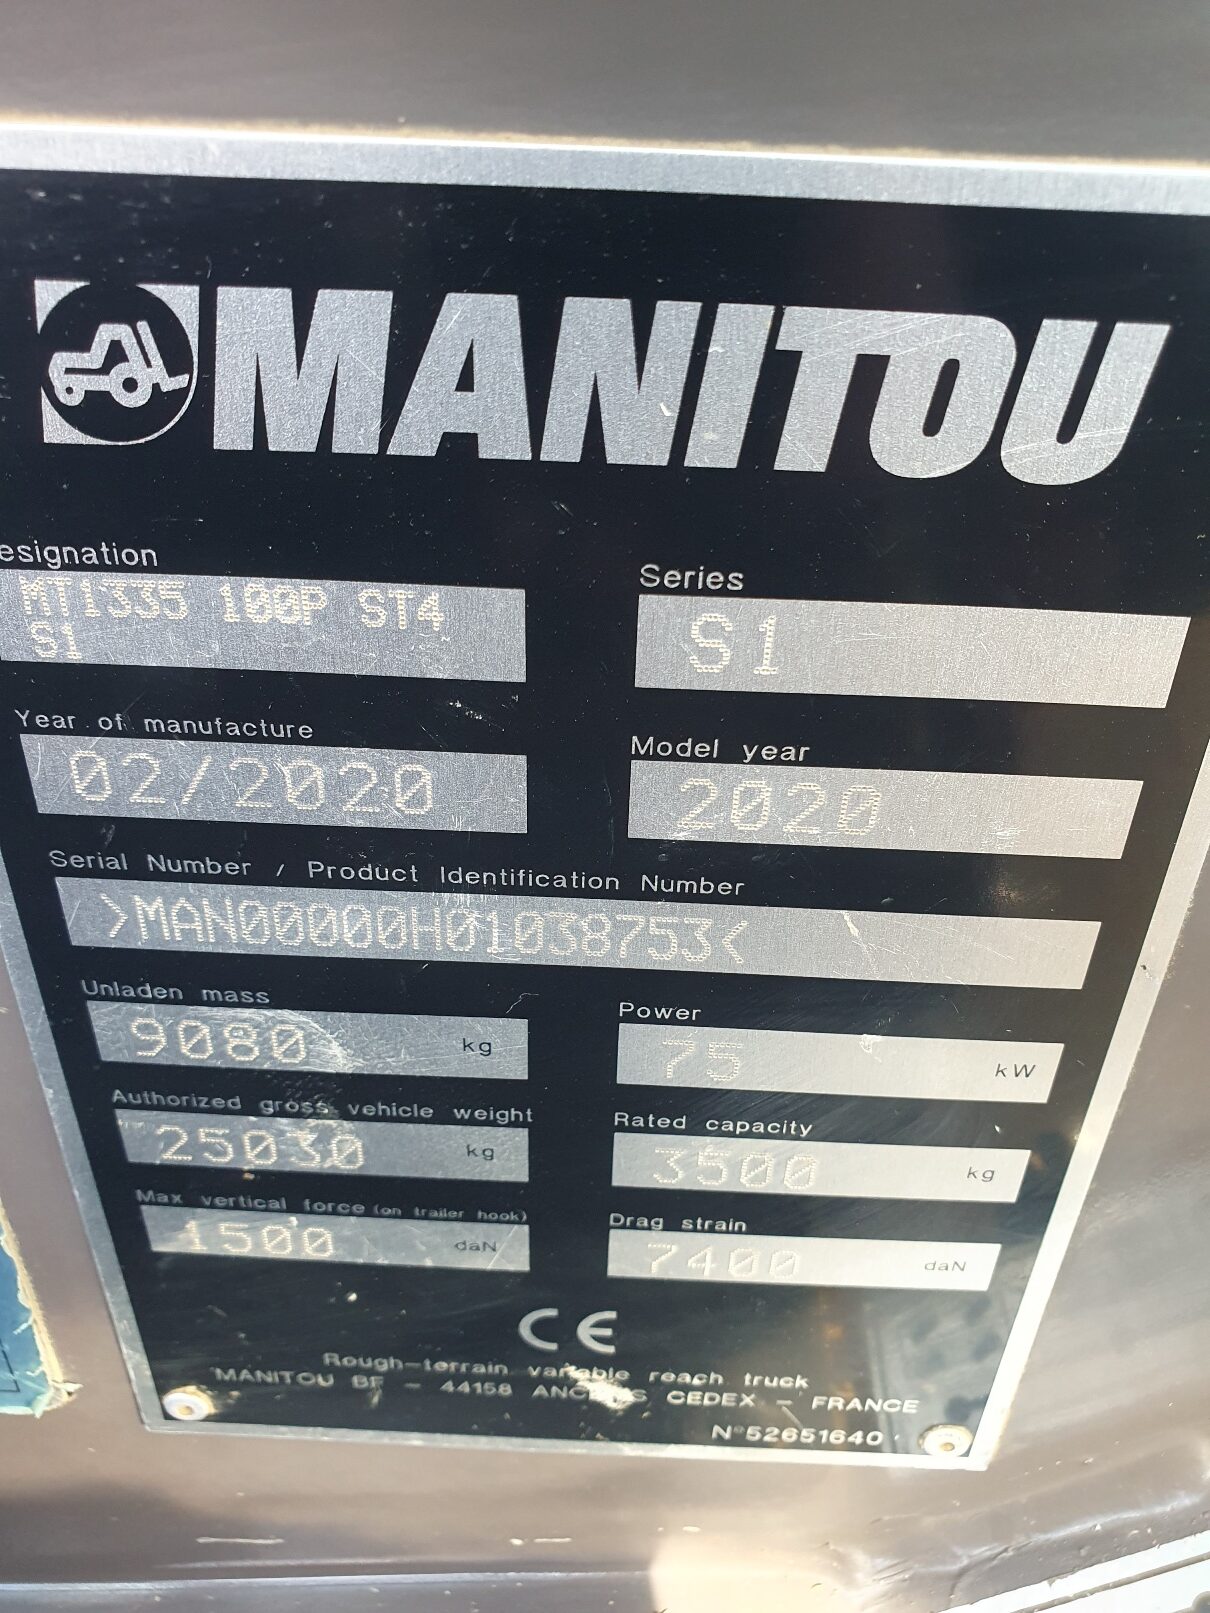 MANITOU
esignation
MT1335 100P ST4
S1
Series
S1
Year of manufacture
02/2020
Model year
2020
Serial Number / Product Identification Number
>MAN00000H01038753<
Unladen mass
9080 kg
Power
75 kW
Authorized gross vehicle weight
25030 kg
Rated capacity
3500 kg
Max vertical force (on trailer hook)
1500 daN
Drag strain
7400 daN
CE
Rough-terrain variable reach truck
MANITOU BF - 44158 CEDEX - FRANCE
N°52651640